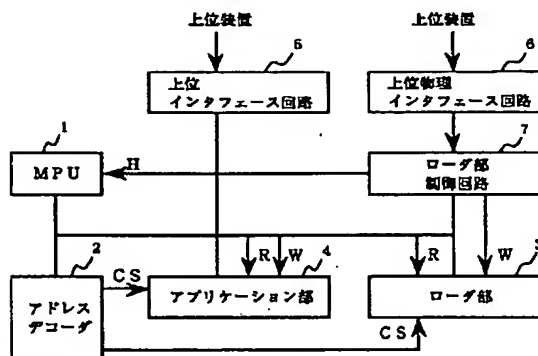 上位装置
上位装置
5
6
上位
インタフェース回路
上位物理
インタフェース回路
1
7
MPU
H
ローダ部
制御回路
2
4
3
R
W
R
W
CS
アドレス
デコーダ
アプリケーション部
ローダ部
CS